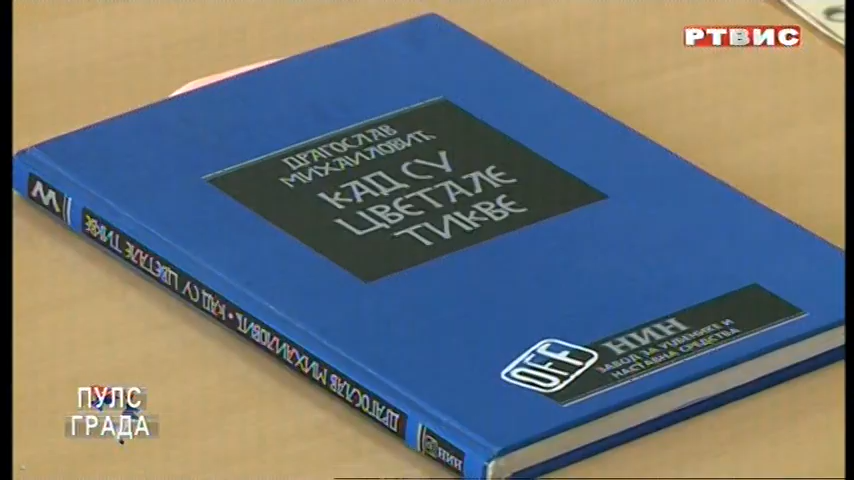 РТВИС
ДРАГОСЛАВ
МИХАИЛОВИЋ
КАД СУ
ЦВЕТАЛЕ
ТИКВЕ
OFF
НИН
ЗАВОД ЗА УЏБЕНИКЕ И
НАСТАВНА СРЕДСТВА
ДРАГОСЛАВ МИХАИЛОВИЋ • КАД СУ ЦВЕТАЛЕ ТИКВЕ
НИН
ПУЛС
ГРАДА